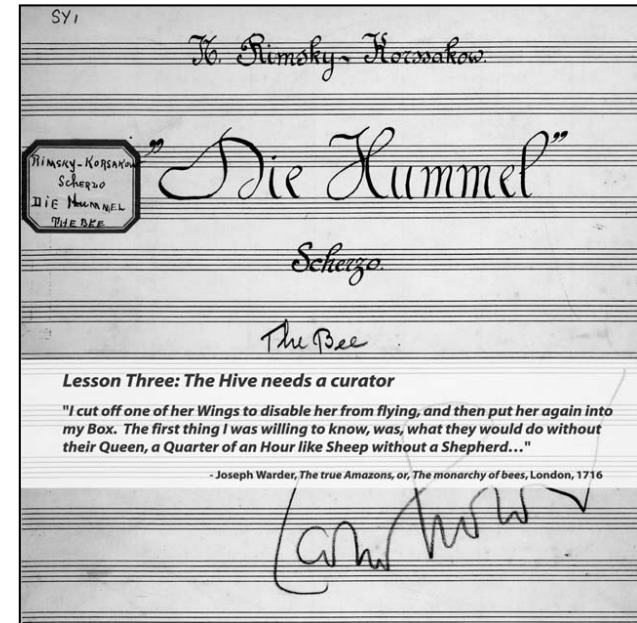 SY1
N. Rimsky-Korssakow.
"Die Hummel"
RIMSKY-KORSAKOW
SCHERZO
DIE HUMMEL
THE BEE
Scherzo.
The Bee
Lesson Three: The Hive needs a curator
"I cut off one of her Wings to disable her from flying, and then put her again into
my Box. The first thing I was willing to know, was, what they would do without
their Queen, a Quarter of an Hour like Sheep without a Shepherd…"
- Joseph Warder, The true Amazons, or, The monarchy of bees, London, 1716